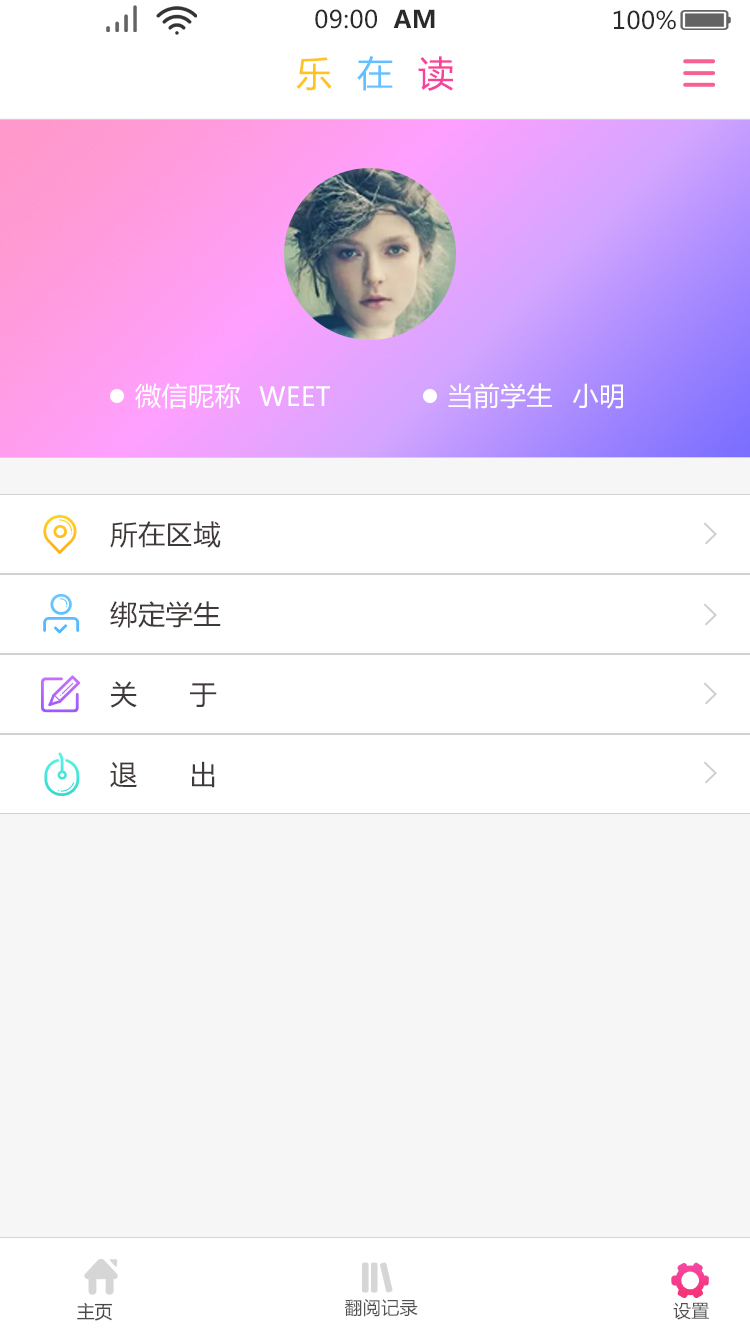 09:00 AM 100%
乐 在 读
微信昵称 WEET 当前学生 小明
所在区域
绑定学生
关 于
退 出
主页 翻阅记录 设置